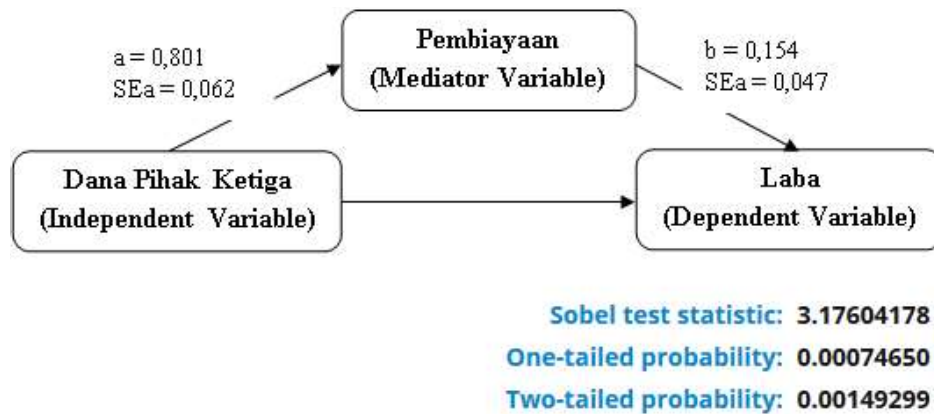 Pembiayaan
(Mediator Variable)
a = 0,801
SEa = 0,062
b = 0,154
SEa = 0,047
Dana Pihak Ketiga
(Independent Variable)
Laba
(Dependent Variable)
Sobel test statistic: 3.17604178
One-tailed probability: 0.00074650
Two-tailed probability: 0.00149299